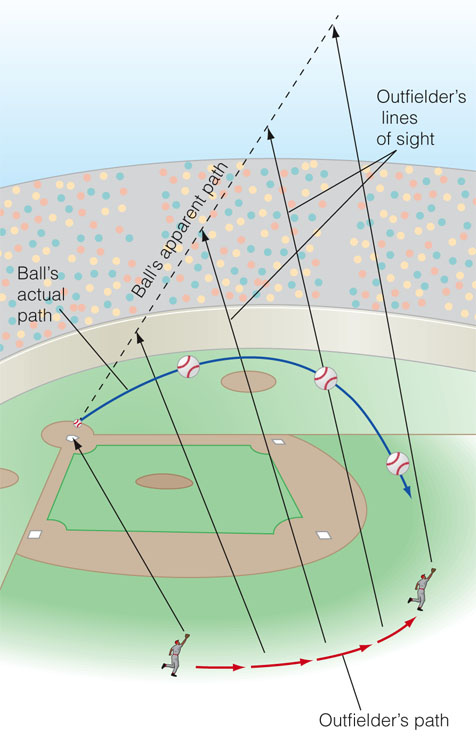 Outfielder's
lines
of sight
Ball's apparent path
Ball's
actual
path
Outfielder's path